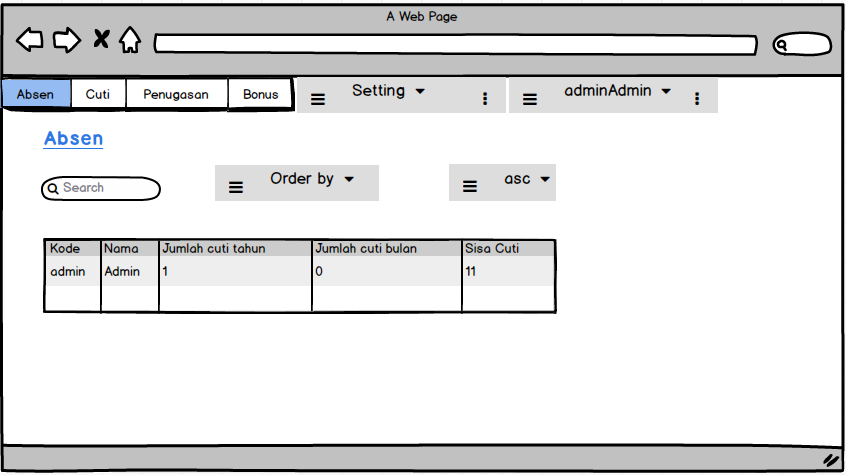 A Web Page
Absen Cuti Penugasan Bonus Setting adminAdmin
Absen
Search Order by asc
Kode Nama Jumlah cuti tahun Jumlah cuti bulan Sisa Cuti
admin Admin 1 0 11